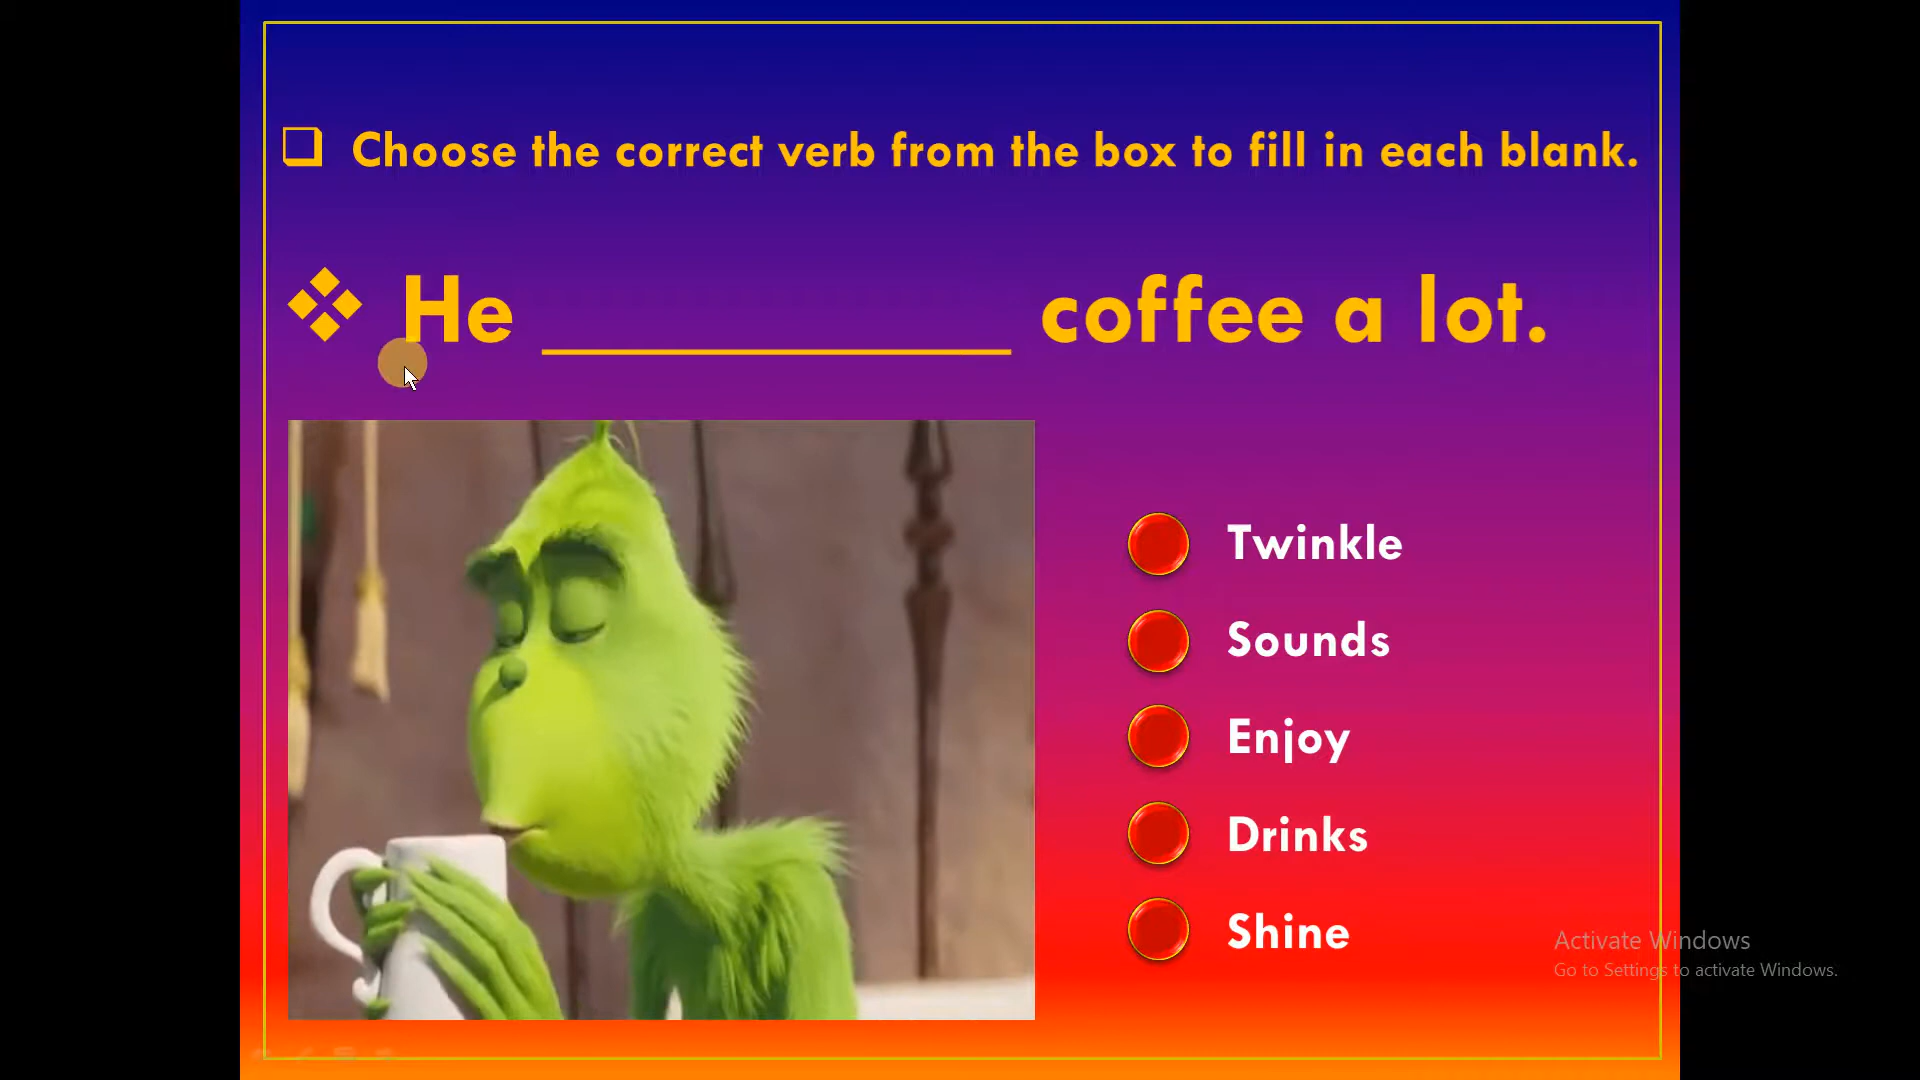 Choose the correct verb from the box to fill in each blank.
He ____________ coffee a lot.
Twinkle
Sounds
Enjoy
Drinks
Shine
Activate Windows
Go to Settings to activate Windows.